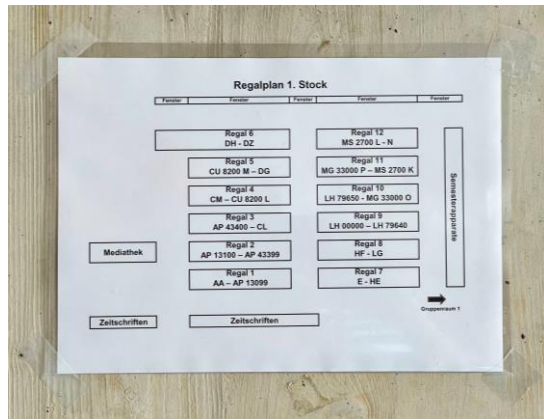 Regalplan 1. Stock
Fenster Fenster Fenster Fenster Fenster
Regal 6
DH - DZ
Regal 5
CU 8200 M – DG
Regal 4
CM – CU 8200 L
Regal 3
AP 43400 – CL
Regal 2
AP 13100 – AP 43399
Regal 1
AA – AP 13099
Regal 12
MS 2700 L - N
Regal 11
MG 33000 P – MS 2700 K
Regal 10
LH 79650 - MG 33000 O
Regal 9
LH 00000 – LH 79640
Regal 8
HF - LG
Regal 7
E - HE
Semesterapparate
Mediathek
Gruppenraum 1
Zeitschriften
Zeitschriften